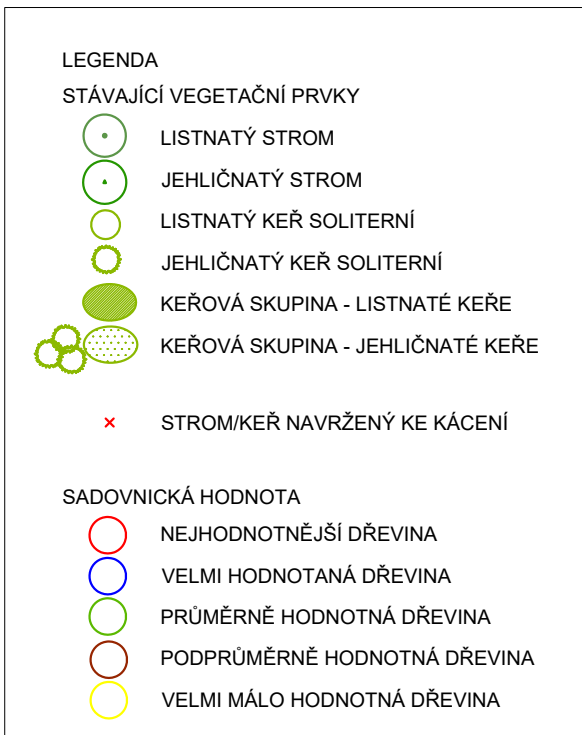 LEGENDA
STÁVAJÍCÍ VEGETAČNÍ PRVKY
LISTNATÝ STROM
JEHLIČNATÝ STROM
LISTNATÝ KEŘ SOLITERNÍ
JEHLIČNATÝ KEŘ SOLITERNÍ
KEŘOVÁ SKUPINA - LISTNATÉ KEŘE
KEŘOVÁ SKUPINA - JEHLIČNATÉ KEŘE
STROM/KEŘ NAVRŽENÝ KE KÁCENÍ
SADOVNICKÁ HODNOTA
NEJHODNOTNĚJŠÍ DŘEVINA
VELMI HODNOTANÁ DŘEVINA
PRŮMĚRNĚ HODNOTNÁ DŘEVINA
PODPRŮMĚRNĚ HODNOTNÁ DŘEVINA
VELMI MÁLO HODNOTNÁ DŘEVINA